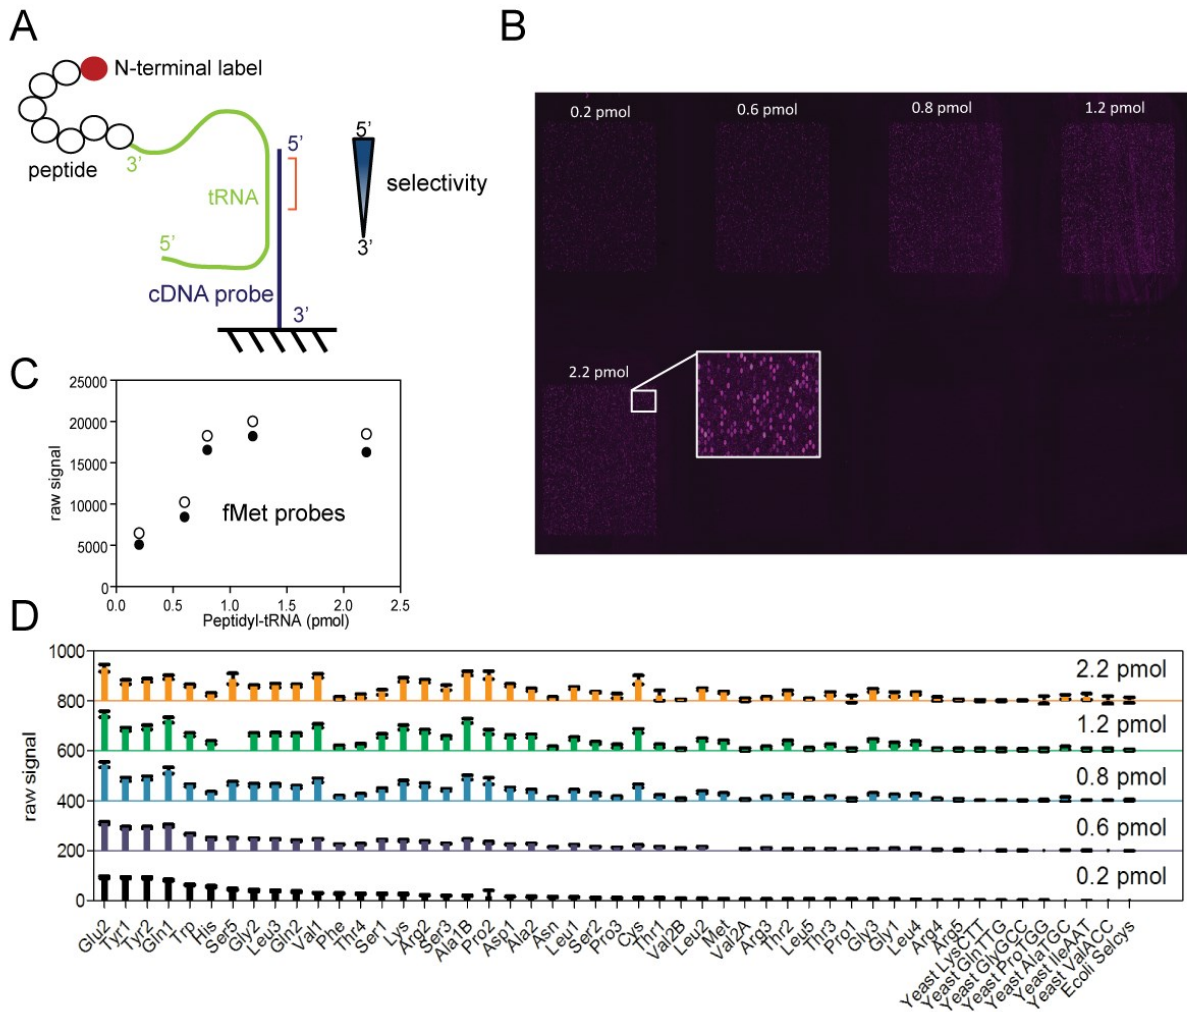 A
N-terminal label
peptide
3’
5’
tRNA
5’
cDNA probe
3’
5’
selectivity
3’
B
0.2 pmol
0.6 pmol
0.8 pmol
1.2 pmol
2.2 pmol
C
25000
20000
15000
10000
5000
0
raw signal
fMet probes
0.0 0.5 1.0 1.5 2.0 2.5
Peptidyl-tRNA (pmol)
D
1000
800
600
400
200
0
raw signal
2.2 pmol
1.2 pmol
0.8 pmol
0.6 pmol
0.2 pmol
Glu2
Tyr1
Tyr2
Gln1
Trp
His
Ser5
Gly2
Leu3
Gln2
Val1
Phe
Thr4
Ser1
Lys
Arg2
Ser3
Ala1B
Pro2
Asp1
Ala2
Asn
Leu1
Ser2
Pro3
Cys
Thr1
Val2B
Leu2
Met
Val2A
Arg3
Thr2
Leu5
Thr3
Pro1
Gly3
Gly1
Leu4
Arg4
Arg5
Yeast LysCTT
Yeast GlnTTG
Yeast GlyGCC
Yeast ProTGG
Yeast AlaTGC
Yeast IleAAT
Yeast ValACC
Ecoli Selcys